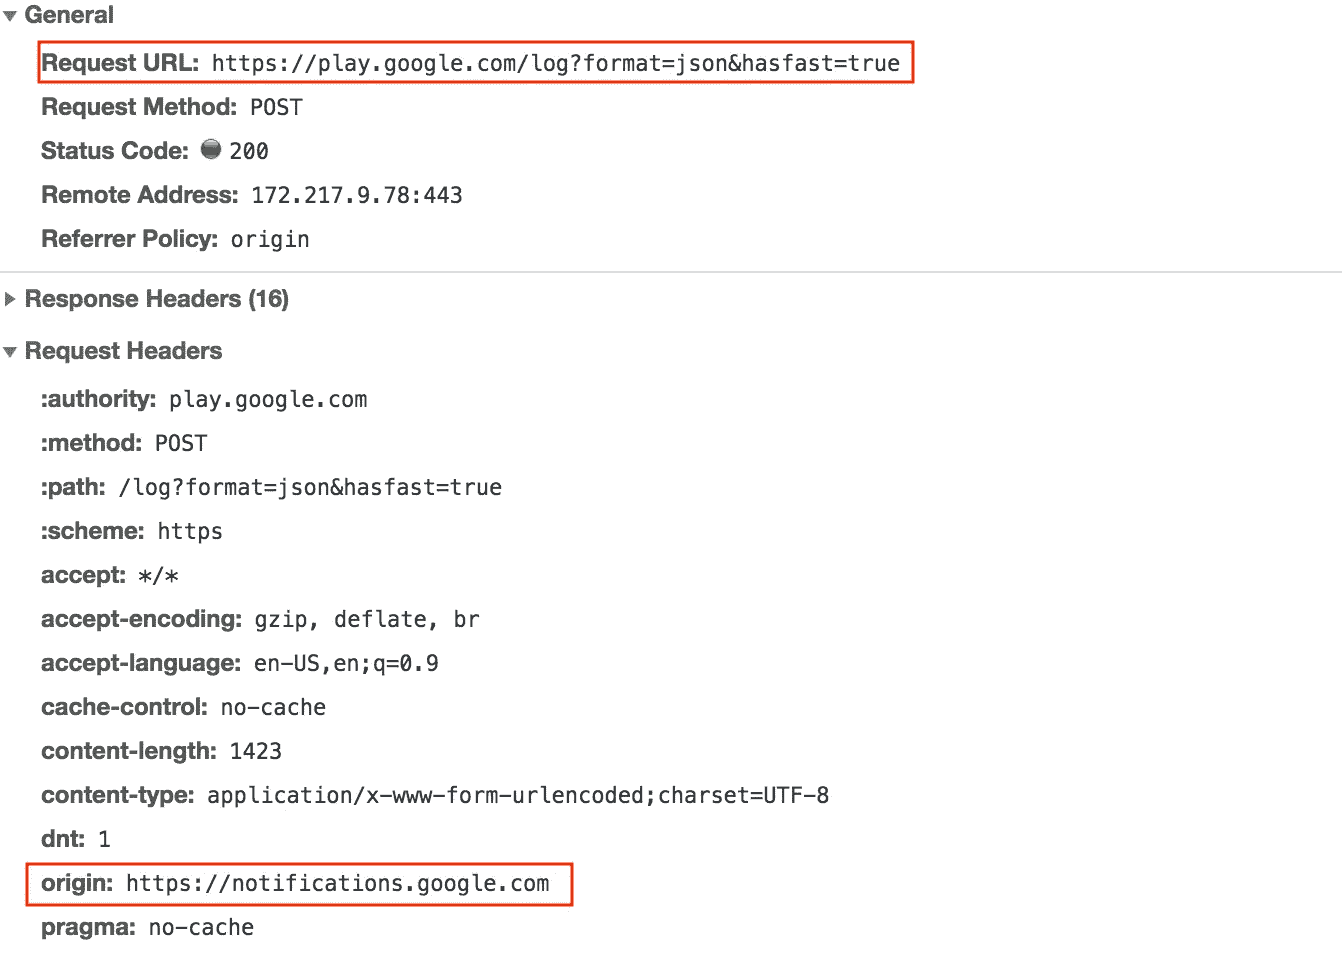 General
Request URL: https://play.google.com/log?format=json&hasfast=true
Request Method: POST
Status Code: 200
Remote Address: 172.217.9.78:443
Referrer Policy: origin
Response Headers (16)
Request Headers
:authority: play.google.com
:method: POST
:path: /log?format=json&hasfast=true
:scheme: https
accept: */*
accept-encoding: gzip, deflate, br
accept-language: en-US,en;q=0.9
cache-control: no-cache
content-length: 1423
content-type: application/x-www-form-urlencoded;charset=UTF-8
dnt: 1
origin: https://notifications.google.com
pragma: no-cache